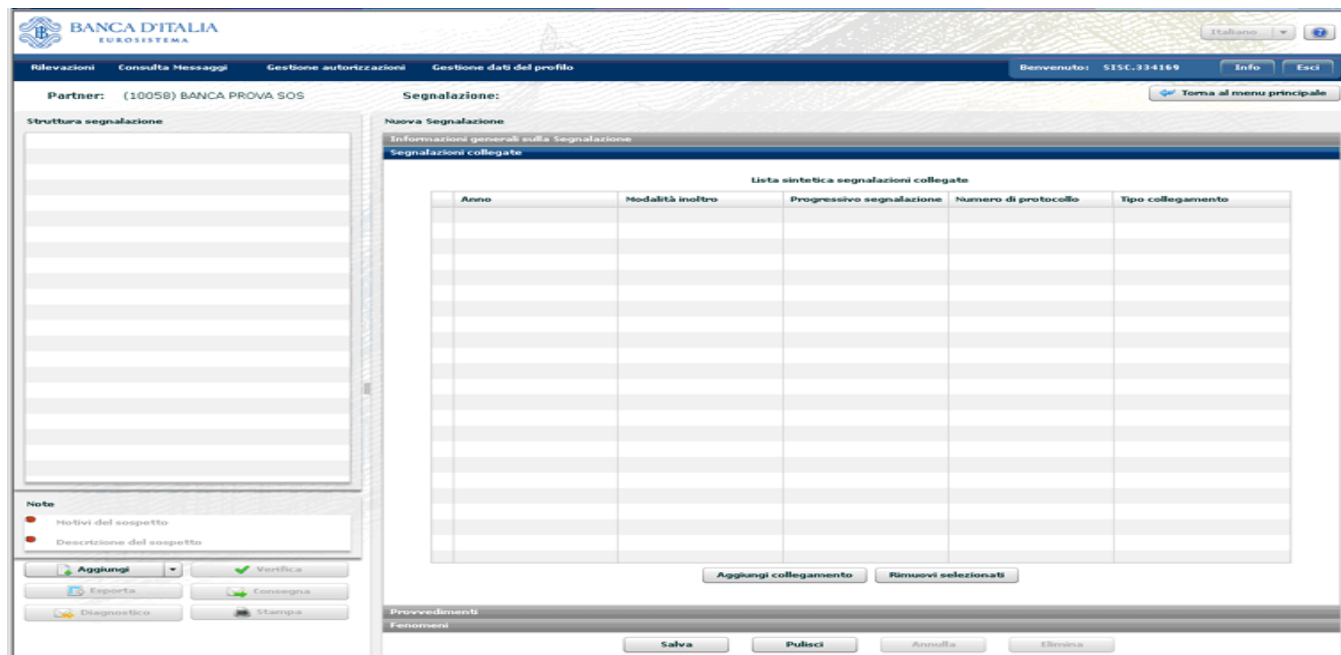 BANCA D'ITALIA
EUROSISTEMA
Italiano
Rilevazioni Consulta Messaggi Gestione autorizzazioni Gestione dati del profilo Benvenuto: SISC.334169 Info Esci
Partner: (10058) BANCA PROVA SOS Segnalazione: Torna al menu principale
Struttura segnalazione
Nuova Segnalazione
Informazioni generali sulla Segnalazione
Segnalazioni collegate
Lista sintetica segnalazioni collegate
Anno Modalità inoltro Progressivo segnalazione Numero di protocollo Tipo collegamento
Note
Motivi del sospetto
Descrizione del sospetto
Aggiungi Verifica
Esporta Consegna
Diagnostico Stampa
Aggiungi collegamento Rimuovi selezionati
Provvedimenti
Fenomeni
Salva Pulisci Annulla Elimina